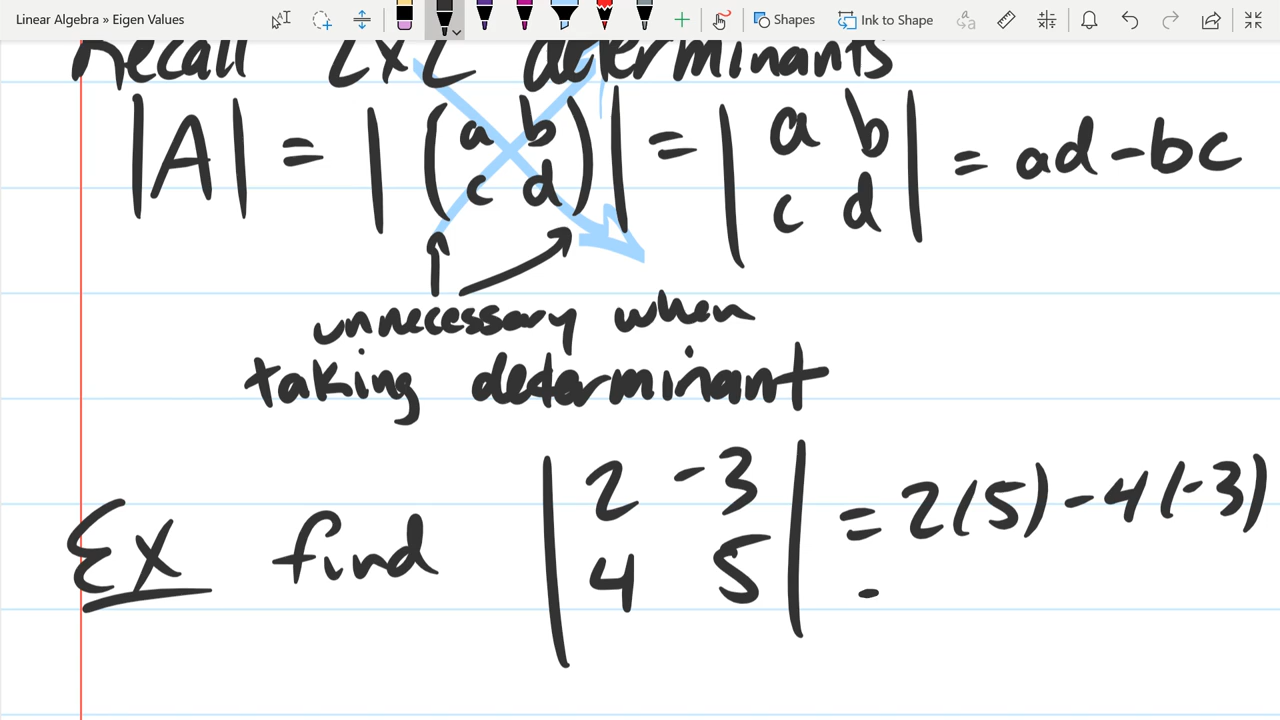 Linear Algebra » Eigen Values
Shapes
Ink to Shape
Recall 2x2 determinants
|A| = |(a b
c d)| = |a b
c d| = ad-bc
unnecessary when
taking determinant
Ex find |2 -3
4 5| = 2(5) - 4(-3)
-